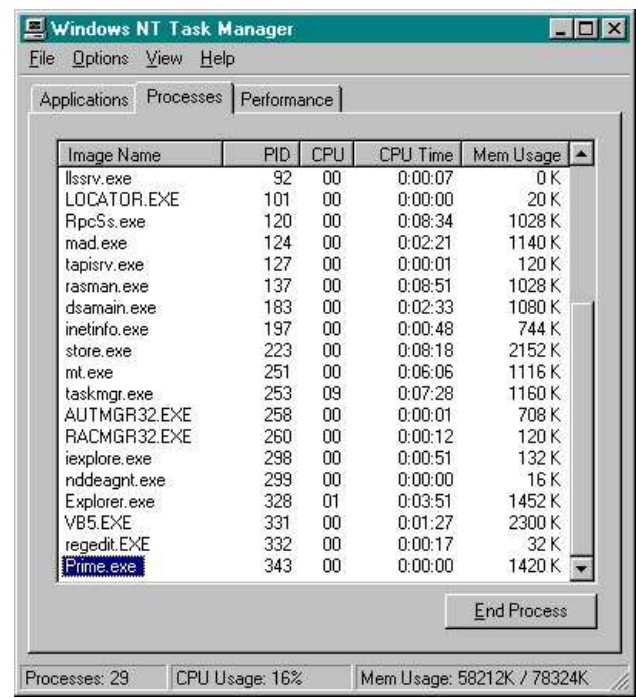 Windows NT Task Manager
File Options View Help
Applications Processes Performance
Image Name PID CPU CPU Time Mem Usage
llssrv.exe 92 00 0:00:07 0 K
LOCATOR.EXE 101 00 0:00:00 20 K
RpcSs.exe 120 00 0:08:34 1028 K
mad.exe 124 00 0:02:21 1140 K
tapisrv.exe 127 00 0:00:01 120 K
rasman.exe 137 00 0:08:51 1028 K
dsamain.exe 183 00 0:02:33 1080 K
inetinfo.exe 197 00 0:00:48 744 K
store.exe 223 00 0:08:18 2152 K
mt.exe 251 00 0:06:06 1116 K
taskmgr.exe 253 09 0:07:28 1160 K
AUTMGR32.EXE 258 00 0:00:01 708 K
RACMGR32.EXE 260 00 0:00:12 120 K
iexplore.exe 298 00 0:00:51 132 K
nddeagnt.exe 299 00 0:00:00 16 K
Explorer.exe 328 01 0:03:51 1452 K
VB5.EXE 331 00 0:01:27 2300 K
regedit.EXE 332 00 0:00:17 32 K
Prime.exe 343 00 0:00:00 1420 K
End Process
Processes: 29 CPU Usage: 16% Mem Usage: 58212K / 78324K